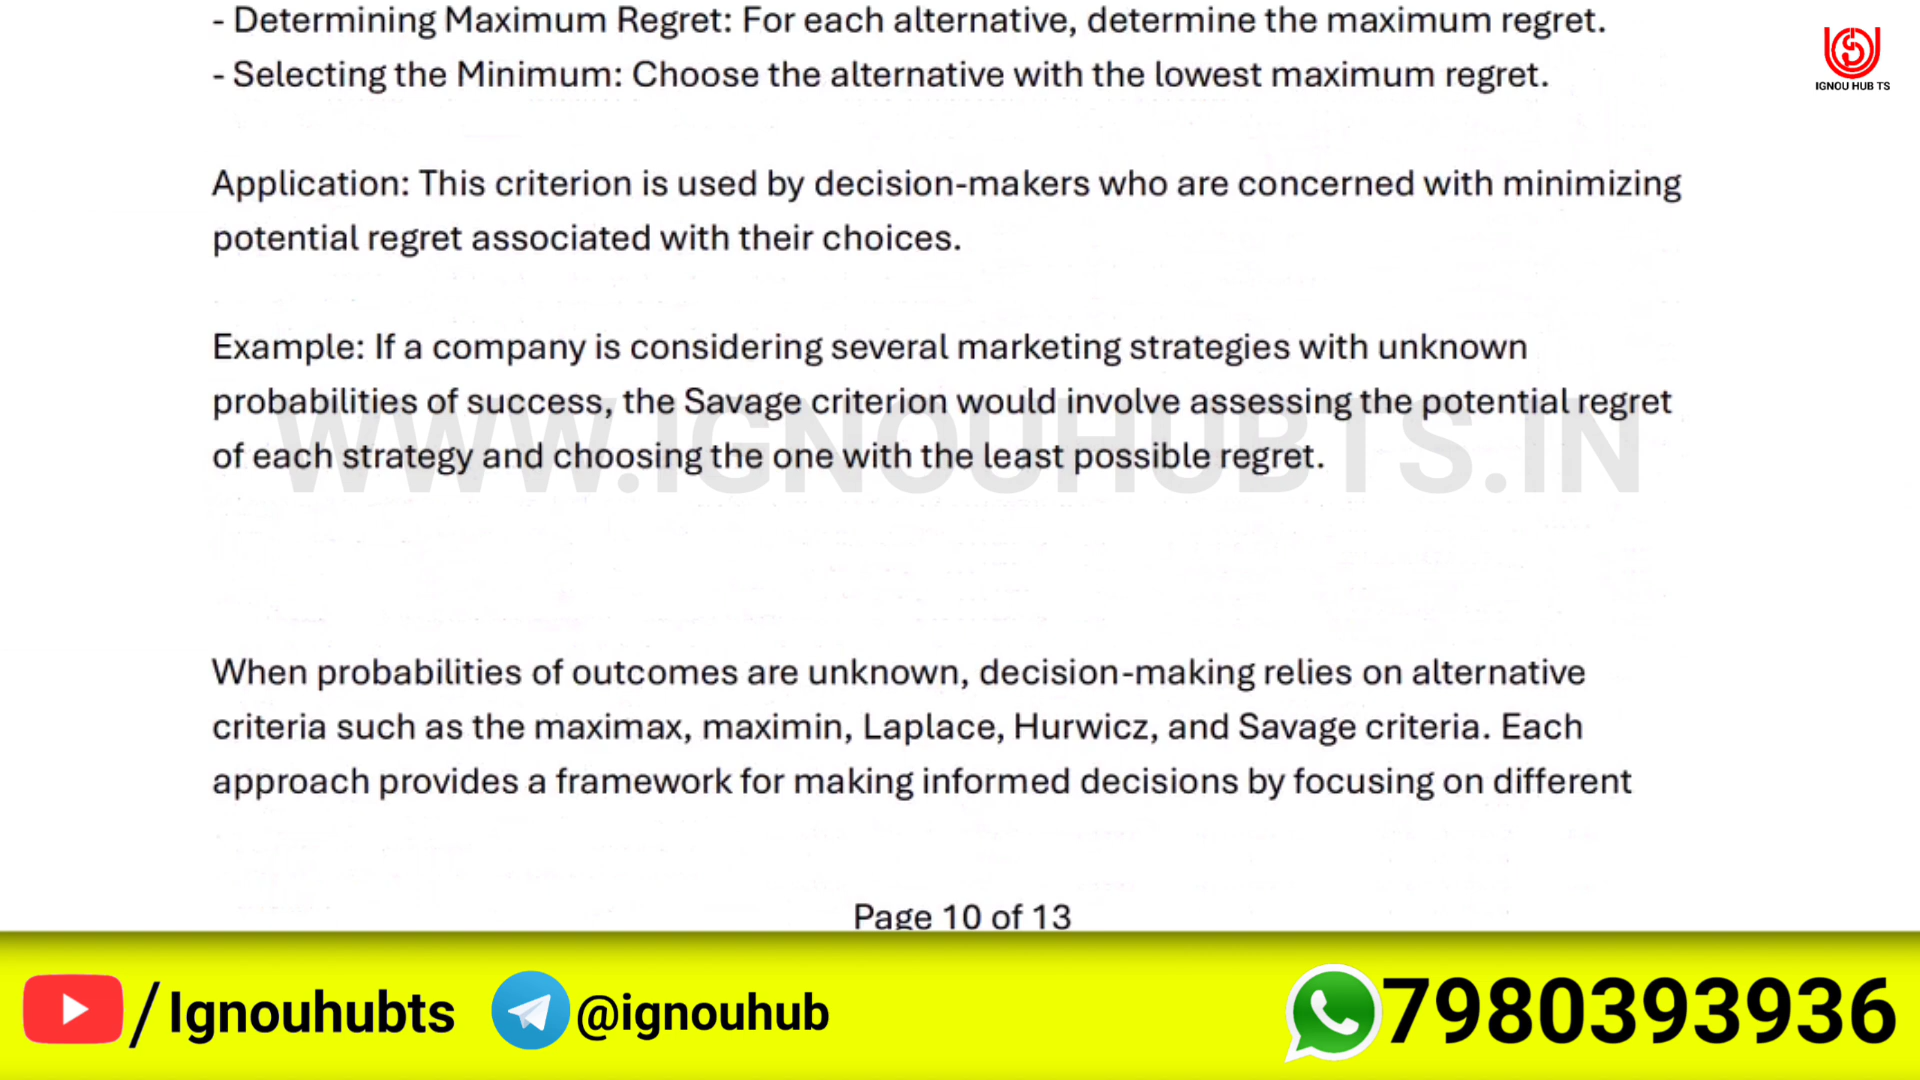 - Determining Maximum Regret: For each alternative, determine the maximum regret.
- Selecting the Minimum: Choose the alternative with the lowest maximum regret.
IGNOU HUB TS
Application: This criterion is used by decision-makers who are concerned with minimizing
potential regret associated with their choices.
Example: If a company is considering several marketing strategies with unknown
probabilities of success, the Savage criterion would involve assessing the potential regret
of each strategy and choosing the one with the least possible regret.
WWW.IGNOUHUBTS.IN
When probabilities of outcomes are unknown, decision-making relies on alternative
criteria such as the maximax, maximin, Laplace, Hurwicz, and Savage criteria. Each
approach provides a framework for making informed decisions by focusing on different
Page 10 of 13
/Ignouhubts @ignouhub 7980393936